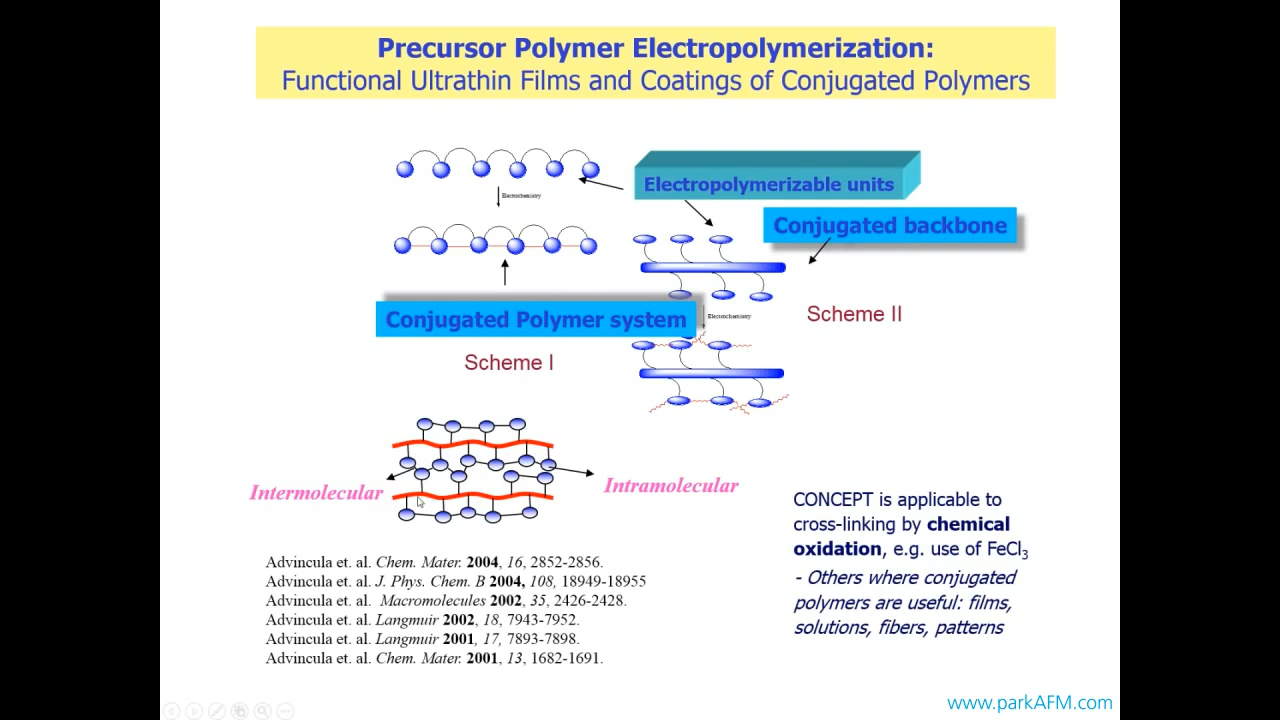 Precursor Polymer Electropolymerization:
Functional Ultrathin Films and Coatings of Conjugated Polymers
Electropolymerizable units
Electrochemistry
Conjugated backbone
Conjugated Polymer system
Electrochemistry
Scheme II
Scheme I
Intermolecular
Intramolecular
CONCEPT is applicable to
cross-linking by chemical
oxidation, e.g. use of FeCl3
- Others where conjugated
polymers are useful: films,
solutions, fibers, patterns
Advincula et. al. Chem. Mater. 2004, 16, 2852-2856.
Advincula et. al. J. Phys. Chem. B 2004, 108, 18949-18955
Advincula et. al. Macromolecules 2002, 35, 2426-2428.
Advincula et. al. Langmuir 2002, 18, 7943-7952.
Advincula et. al. Langmuir 2001, 17, 7893-7898.
Advincula et. al. Chem. Mater. 2001, 13, 1682-1691.
www.parkAFM.com